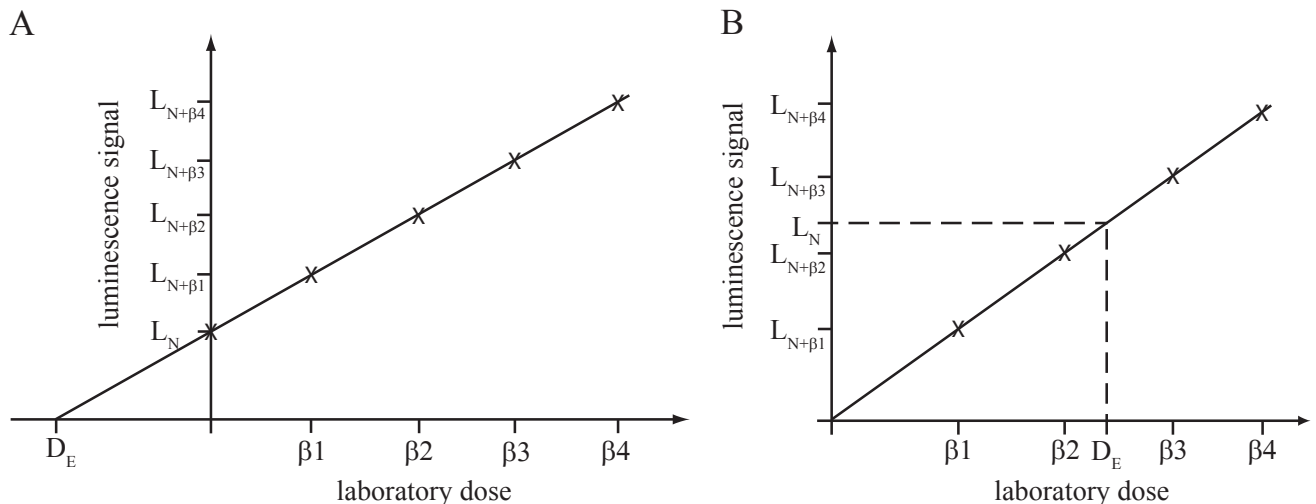 A
luminescence signal
L_{N+β4}
L_{N+β3}
L_{N+β2}
L_{N+β1}
L_N
D_E
β1
β2
β3
β4
laboratory dose
B
luminescence signal
L_{N+β4}
L_{N+β3}
L_N
L_{N+β2}
L_{N+β1}
β1
β2
D_E
β3
β4
laboratory dose